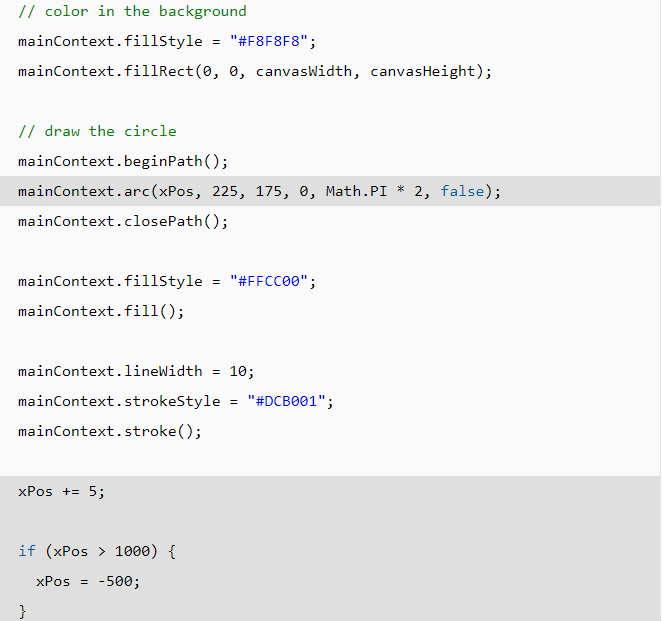 // color in the background
mainContext.fillStyle = "#F8F8F8";
mainContext.fillRect(0, 0, canvasWidth, canvasHeight);
// draw the circle
mainContext.beginPath();
mainContext.arc(xPos, 225, 175, 0, Math.PI * 2, false);
mainContext.closePath();
mainContext.fillStyle = "#FFCC00";
mainContext.fill();
mainContext.lineWidth = 10;
mainContext.strokeStyle = "#DCB001";
mainContext.stroke();
xPos += 5;
if (xPos > 1000) {
  xPos = -500;
}